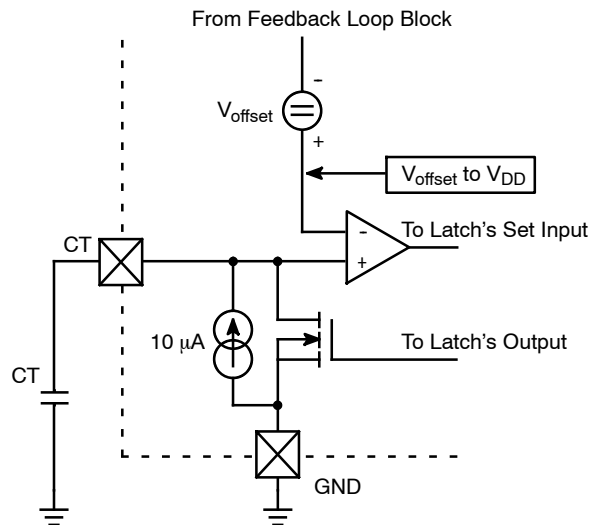 From Feedback Loop Block
-
Voffset
+
Voffset to VDD
CT
-
To Latch's Set Input
+
10 μA
To Latch's Output
CT
GND